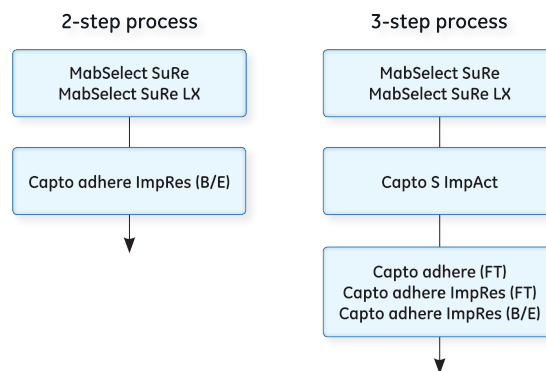 2-step process
MabSelect SuRe
MabSelect SuRe LX
Capto adhere ImpRes (B/E)
3-step process
MabSelect SuRe
MabSelect SuRe LX
Capto S ImpAct
Capto adhere (FT)
Capto adhere ImpRes (FT)
Capto adhere ImpRes (B/E)